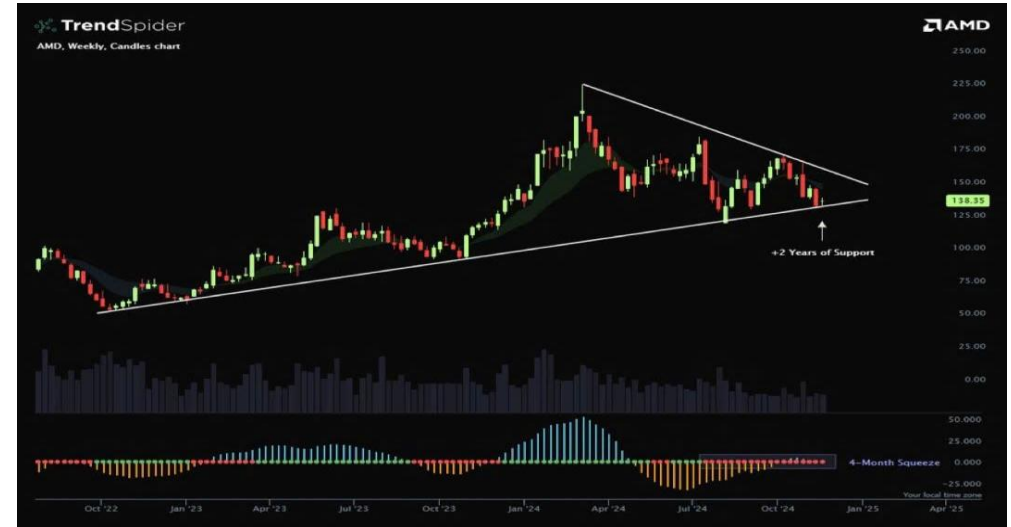 TrendSpider
AMD
AMD, Weekly, Candles chart
250.00
225.00
200.00
175.00
150.00
138.35
125.00
+2 Years of Support
100.00
75.00
50.00
25.00
0.00
50.000
25.000
4-Month Squeeze
0.000
-25.000
Your local time zone
Oct '22 Jan '23 Apr '23 Jul '23 Oct '23 Jan '24 Apr '24 Jul '24 Oct '24 Jan '25 Apr '25